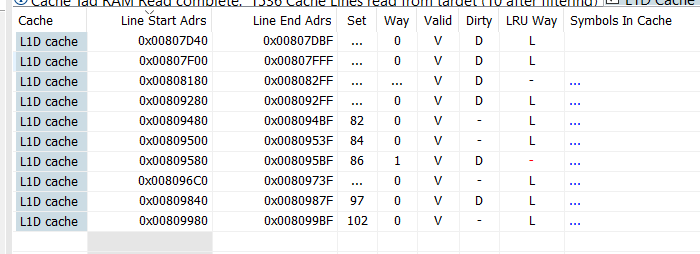 Cache Tag RAM Read complete. 1536 Cache Lines read from target (10 after filtering) L1D Cache
Cache Line Start Adrs Line End Adrs Set Way Valid Dirty LRU Way Symbols In Cache
L1D cache 0x00807D40 0x00807DBF ... 0 V D L
L1D cache 0x00807F00 0x00807FFF ... 0 V D L
L1D cache 0x00808180 0x008082FF ... ... V D - ...
L1D cache 0x00809280 0x008092FF ... 0 V D L ...
L1D cache 0x00809480 0x008094BF 82 0 V - L ...
L1D cache 0x00809500 0x0080953F 84 0 V - L ...
L1D cache 0x00809580 0x008095BF 86 1 V D - ...
L1D cache 0x008096C0 0x0080973F ... 0 V - L ...
L1D cache 0x00809840 0x0080987F 97 0 V D L ...
L1D cache 0x00809980 0x008099BF 102 0 V - L ...